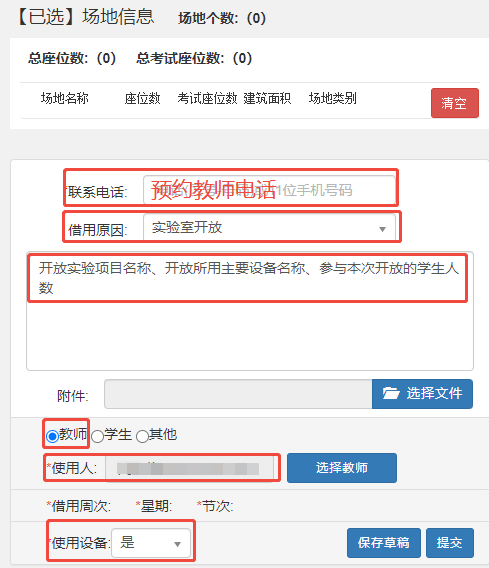 【已选】场地信息 场地个数:（0）
总座位数:（0） 总考试座位数:（0）
场地名称 座位数 考试座位数 建筑面积 场地类别 清空
*联系电话: 预约教师电话 位手机号码
借用原因: 实验室开放
开放实验项目名称、开放所用主要设备名称、参与本次开放的学生人
数
附件: 选择文件
教师 学生 其他
*使用人: 选择教师
*借用周次: *星期: *节次:
*使用设备: 是 保存草稿 提交